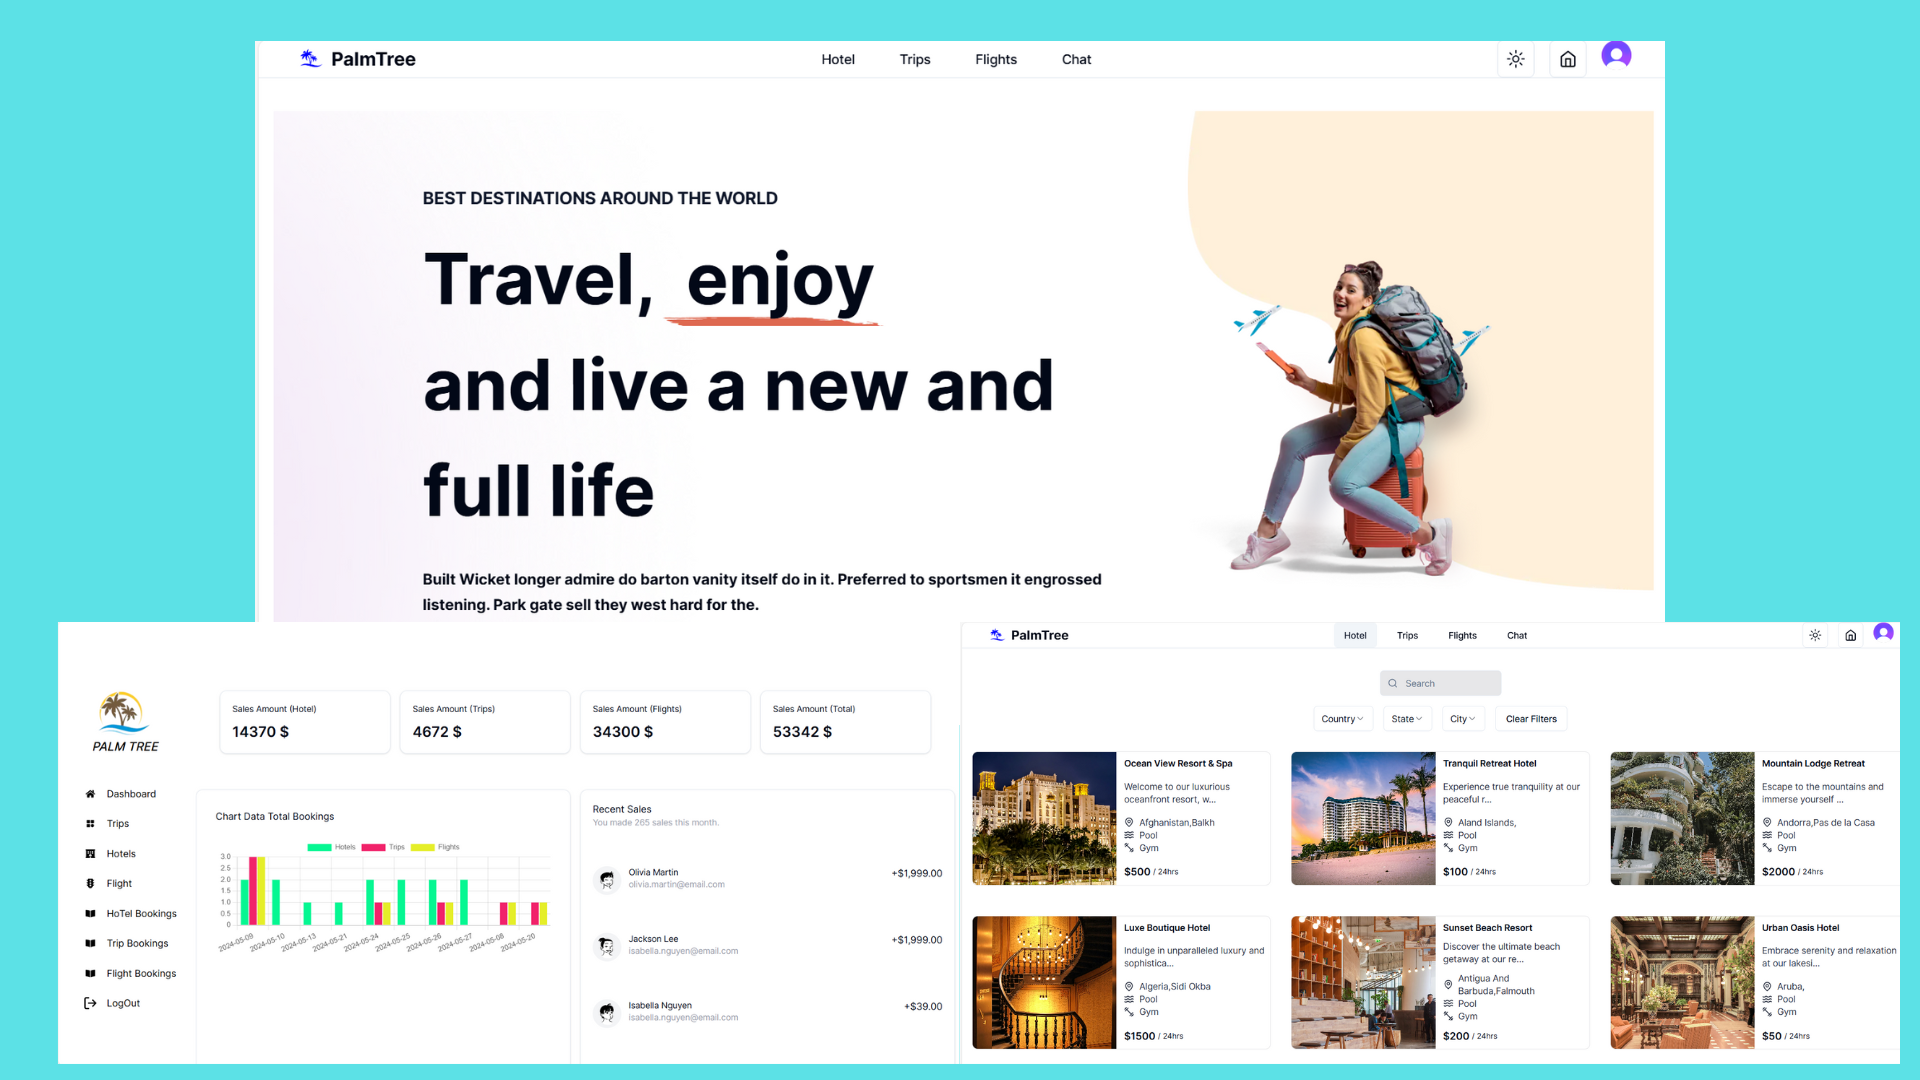 PalmTree
Hotel
Trips
Flights
Chat
BEST DESTINATIONS AROUND THE WORLD
Travel, enjoy
and live a new and
full life
Built Wicket longer admire do barton vanity itself do in it. Preferred to sportsmen it engrossed
listening. Park gate sell they west hard for the.
PALM TREE
Dashboard
Trips
Hotels
Flight
HoTel Bookings
Trip Bookings
Flight Bookings
LogOut
Sales Amount (Hotel)
14370 $
Sales Amount (Trips)
4672 $
Sales Amount (Flights)
34300 $
Sales Amount (Total)
53342 $
Chart Data Total Bookings
Hotels
Trips
Flights
3.0
2.5
2.0
1.5
1.0
0.5
0
2024-05-09
2024-05-10
2024-05-13
2024-05-21
2024-05-24
2024-05-25
2024-05-26
2024-05-27
2024-05-08
2024-05-20
Recent Sales
You made 265 sales this month.
Olivia Martin
olivia.martin@email.com
+$1,999.00
Jackson Lee
isabella.nguyen@email.com
+$1,999.00
Isabella Nguyen
isabella.nguyen@email.com
+$39.00
PalmTree
Hotel
Trips
Flights
Chat
Search
Country
State
City
Clear Filters
Ocean View Resort & Spa
Welcome to our luxurious
oceanfront resort, w...
Afghanistan,Balkh
Pool
Gym
$500 / 24hrs
Tranquil Retreat Hotel
Experience true tranquility at our
peaceful r...
Aland Islands,
Pool
Gym
$100 / 24hrs
Mountain Lodge Retreat
Escape to the mountains and
immerse yourself ...
Andorra,Pas de la Casa
Pool
Gym
$2000 / 24hrs
Luxe Boutique Hotel
Indulge in unparalleled luxury and
sophistica...
Algeria,Sidi Okba
Pool
Gym
$1500 / 24hrs
Sunset Beach Resort
Discover the ultimate beach
getaway at our re...
Antigua And
Barbuda,Falmouth
Pool
Gym
$200 / 24hrs
Urban Oasis Hotel
Embrace serenity and relaxation
at our lakesi...
Aruba,
Pool
Gym
$50 / 24hrs